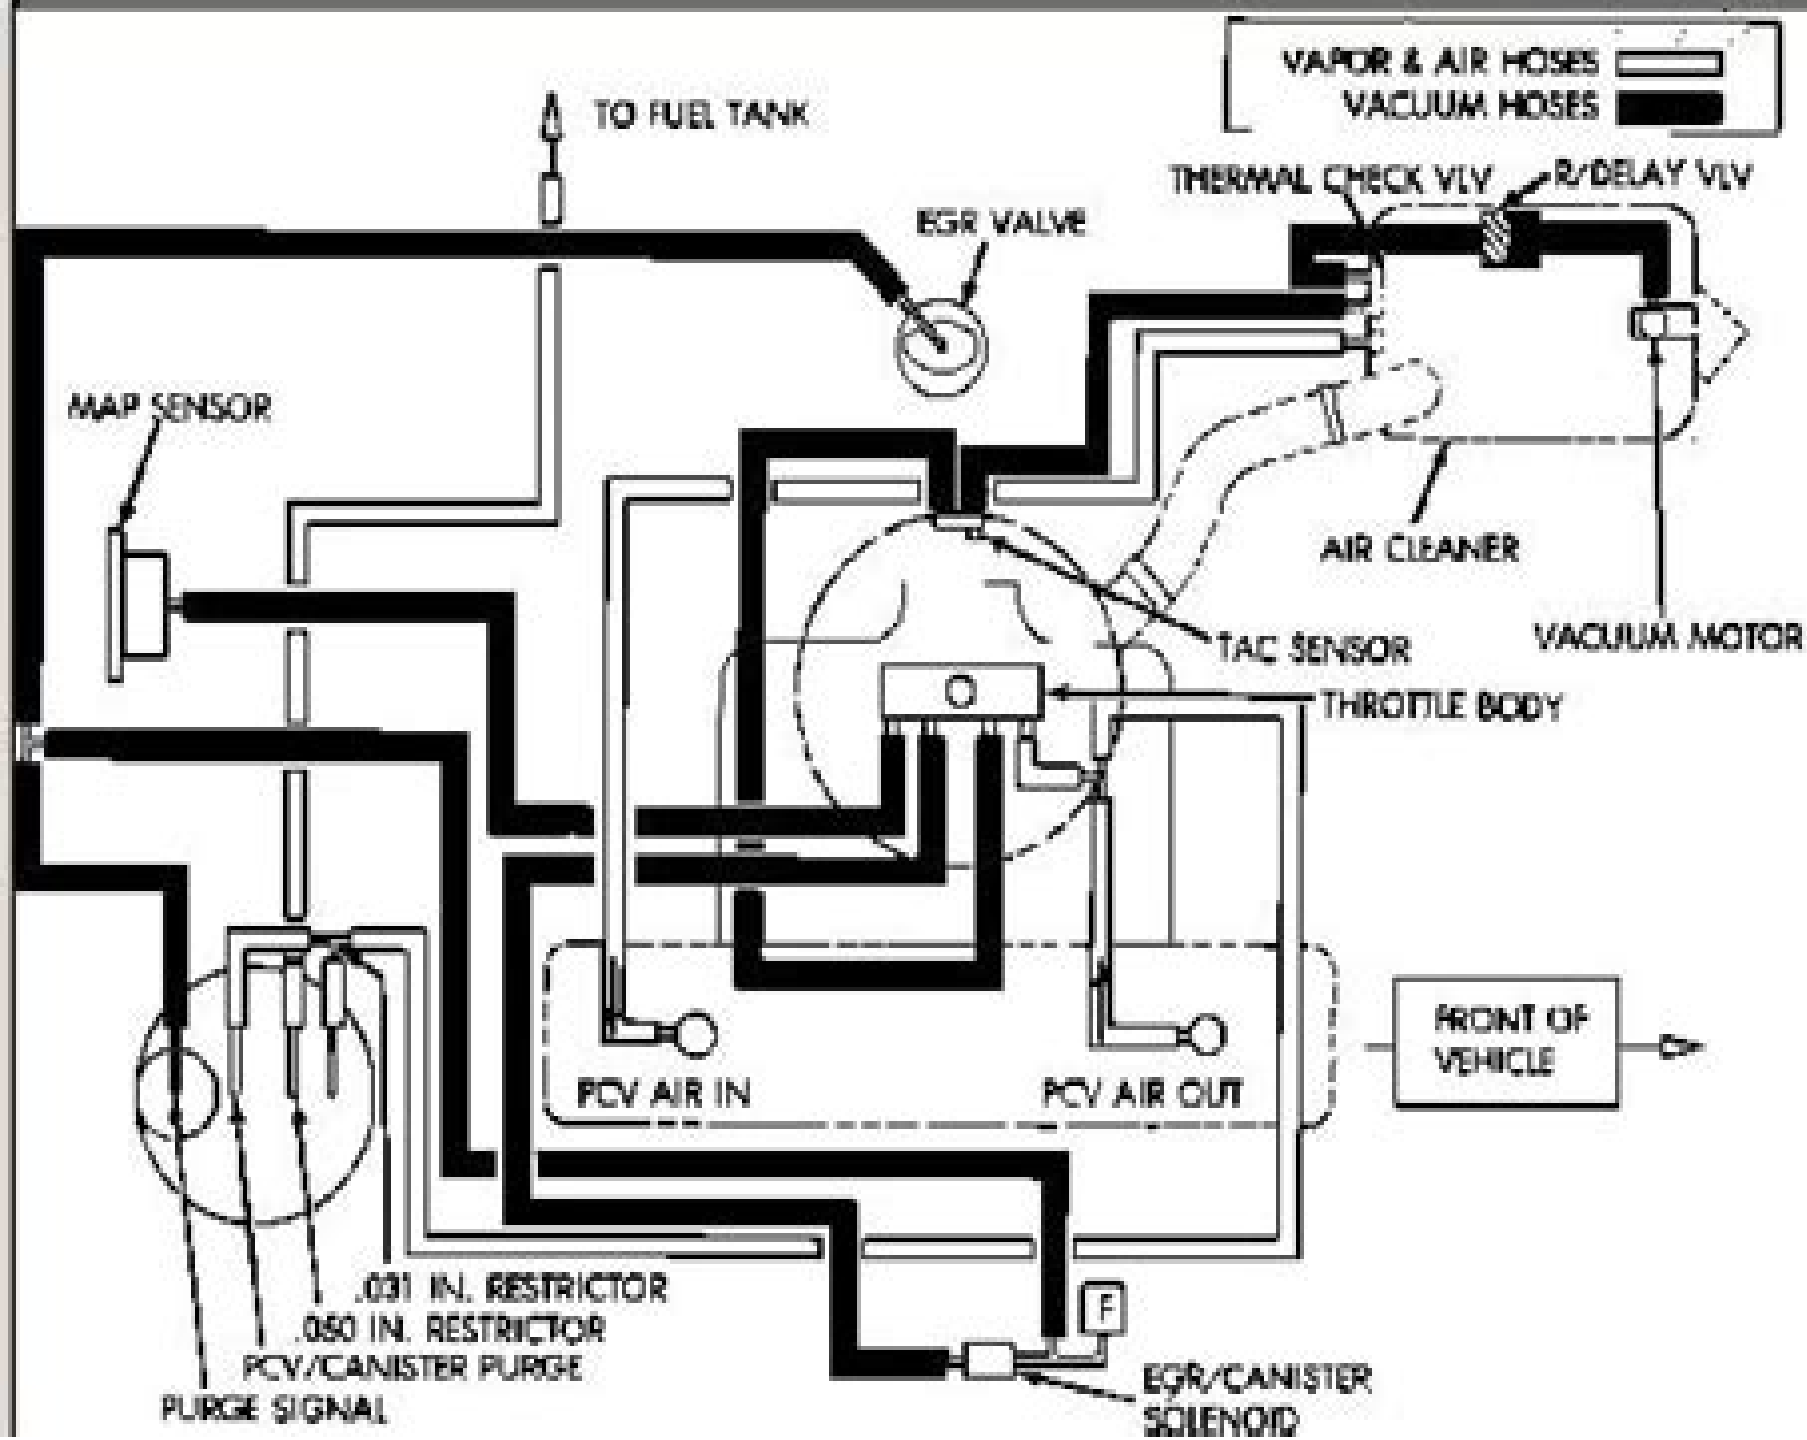 VAPOR & AIR HOSES
VACUUM HOSES
TO FUEL TANK
THERMAL CHECK VLV
R/DELAY VLV
EGR VALVE
MAP SENSOR
AIR CLEANER
VACUUM MOTOR
TAC SENSOR
THROTTLE BODY
FRONT OF
VEHICLE
PCV AIR IN
PCV AIR OUT
.031 IN. RESTRICTOR
.050 IN. RESTRICTOR
PCV/CANISTER PURGE
PURGE SIGNAL
F
EGR/CANISTER
SOLENOID